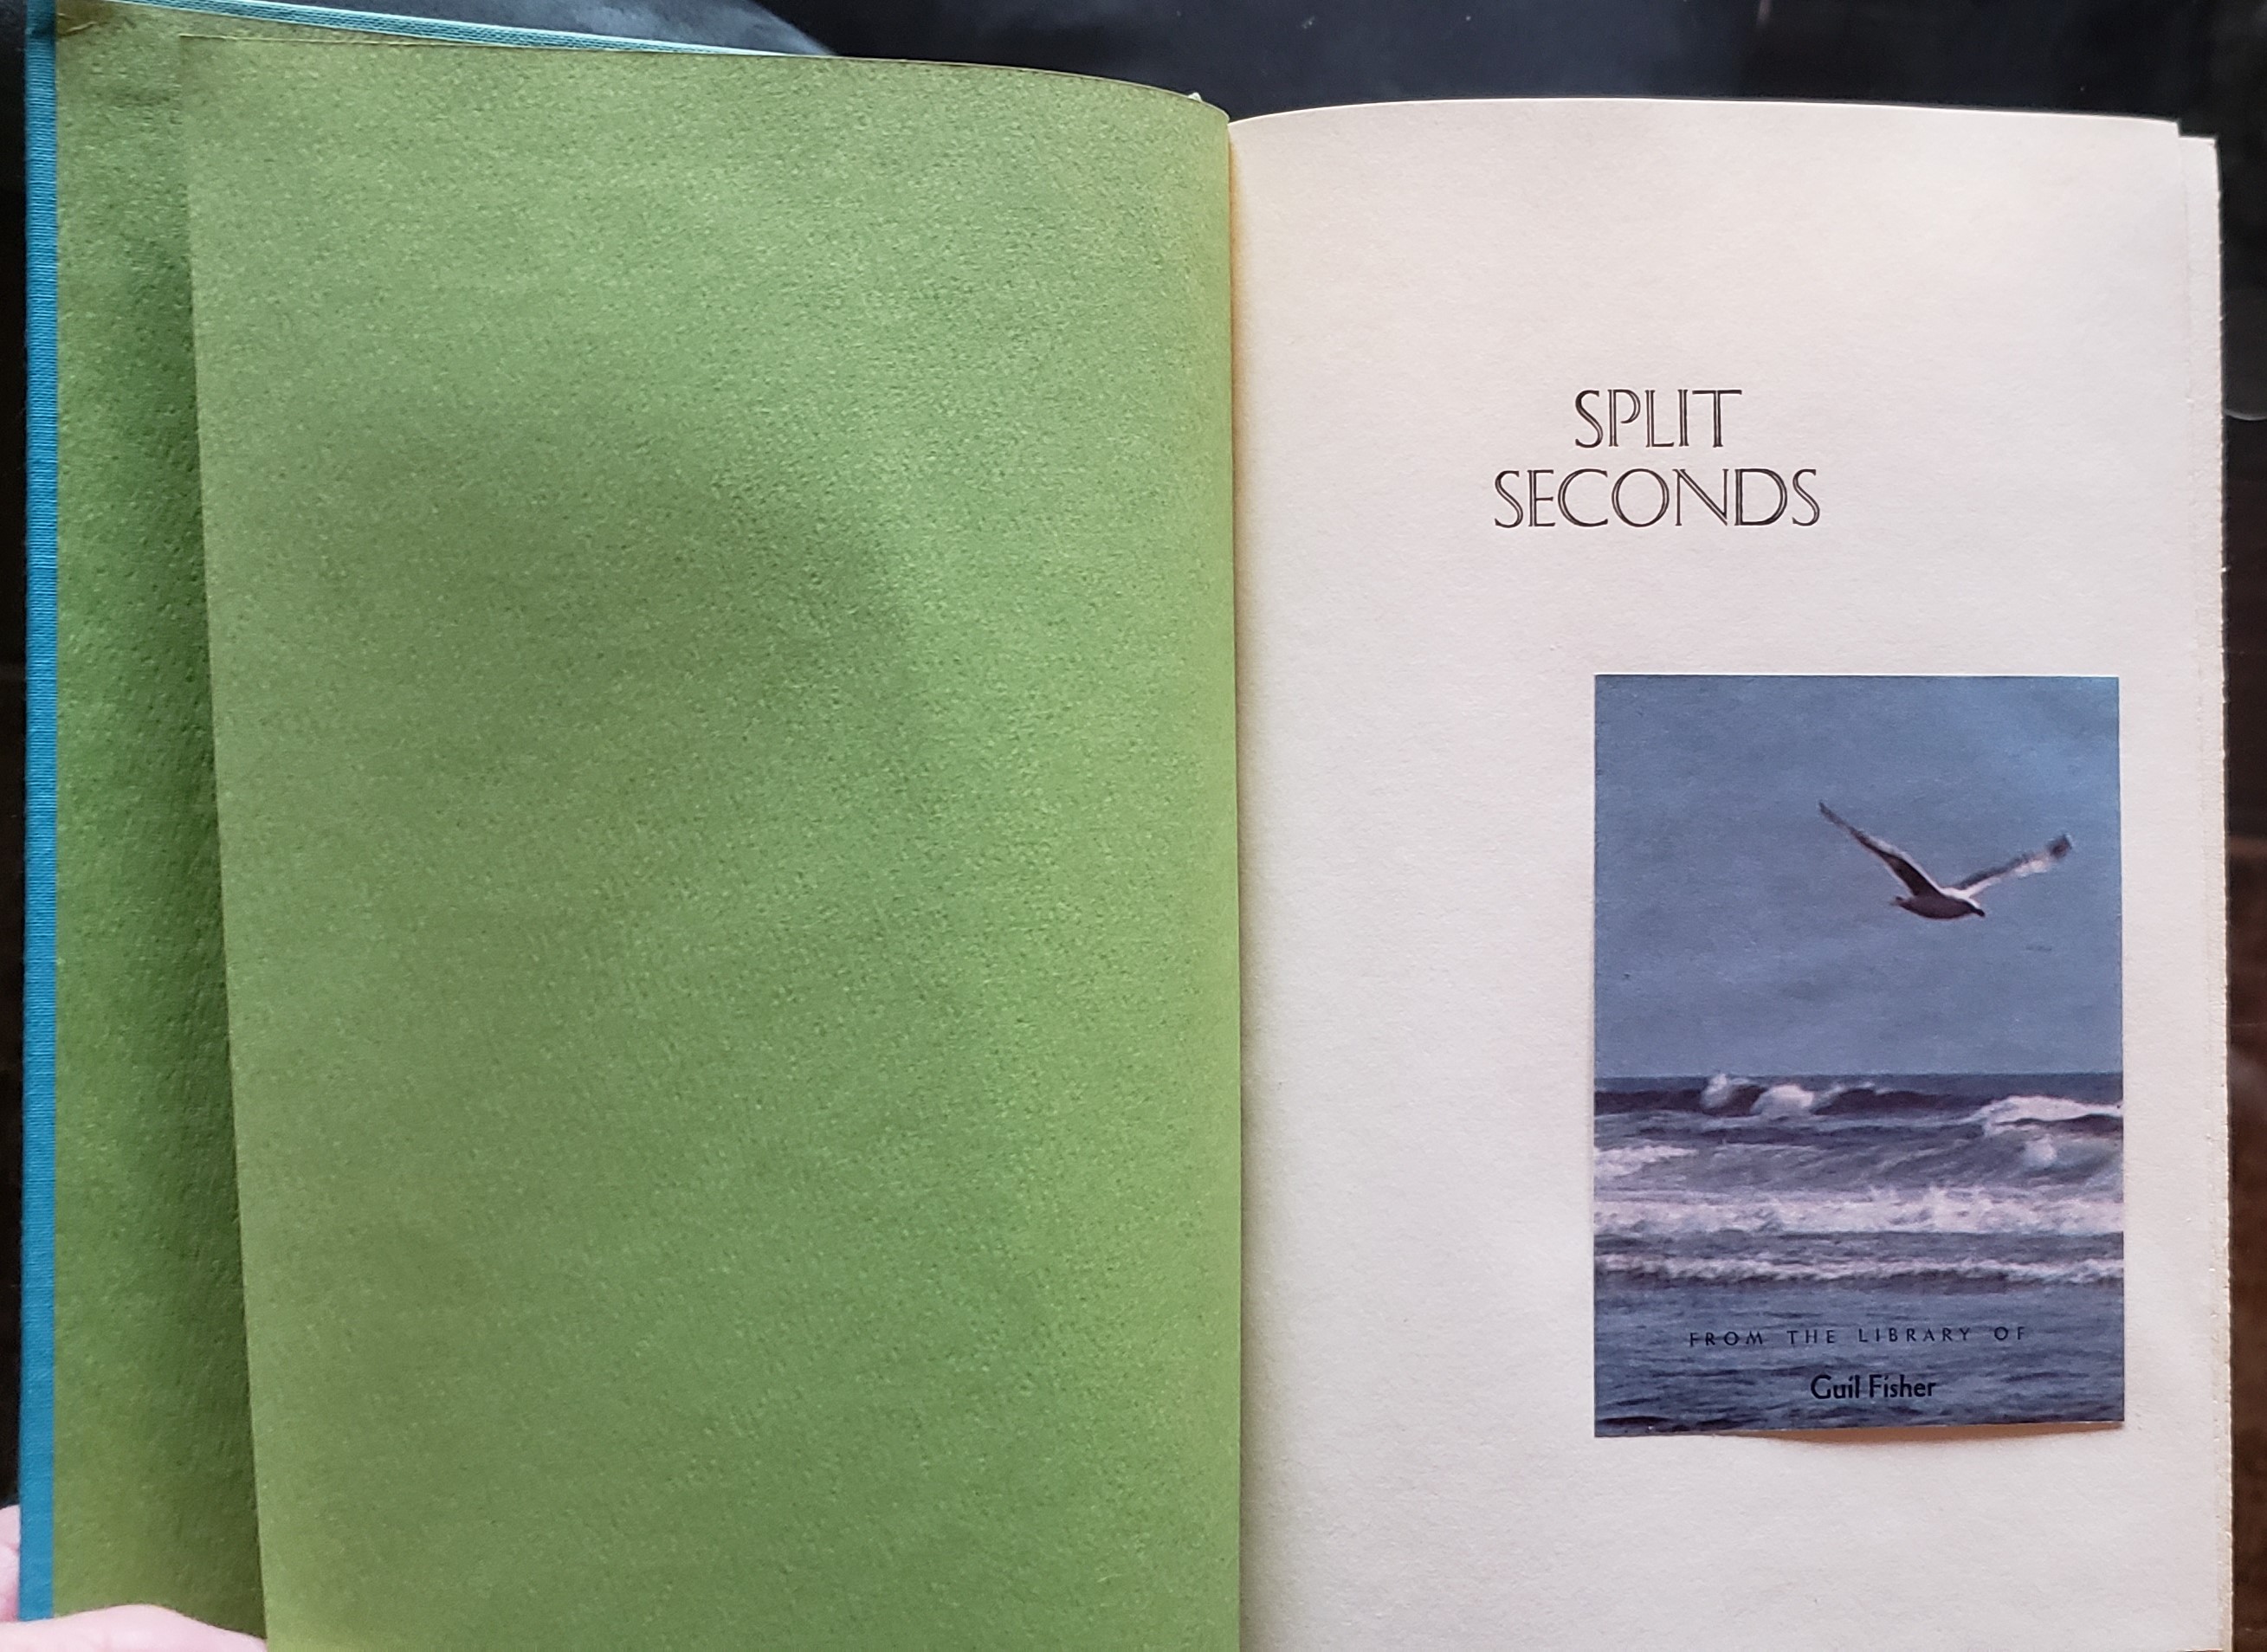 SPLIT
SECONDS
FROM THE LIBRARY OF
Guil Fisher